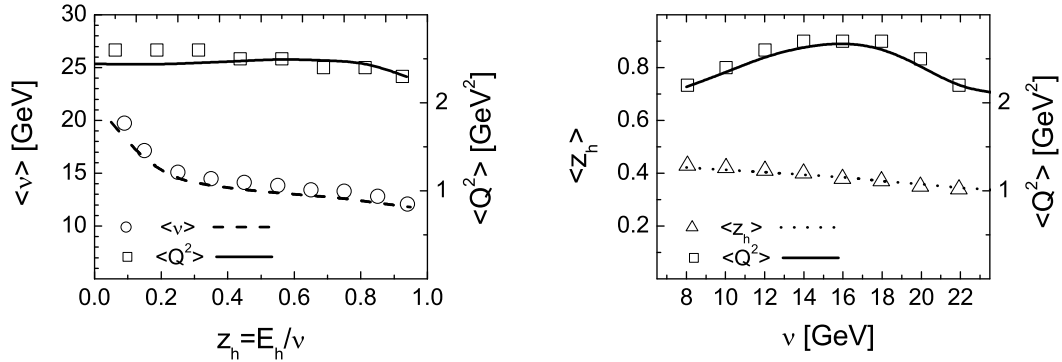 30
25
20
15
10
<ν> [GeV]
0.0 0.2 0.4 0.6 0.8 1.0
z_h=E_h/ν
2
1
<Q²> [GeV²]
<ν>
<Q²>
0.8
0.6
0.4
0.2
<z_h>
8 10 12 14 16 18 20 22
ν [GeV]
2
1
<Q²> [GeV²]
<z_h>
<Q²>